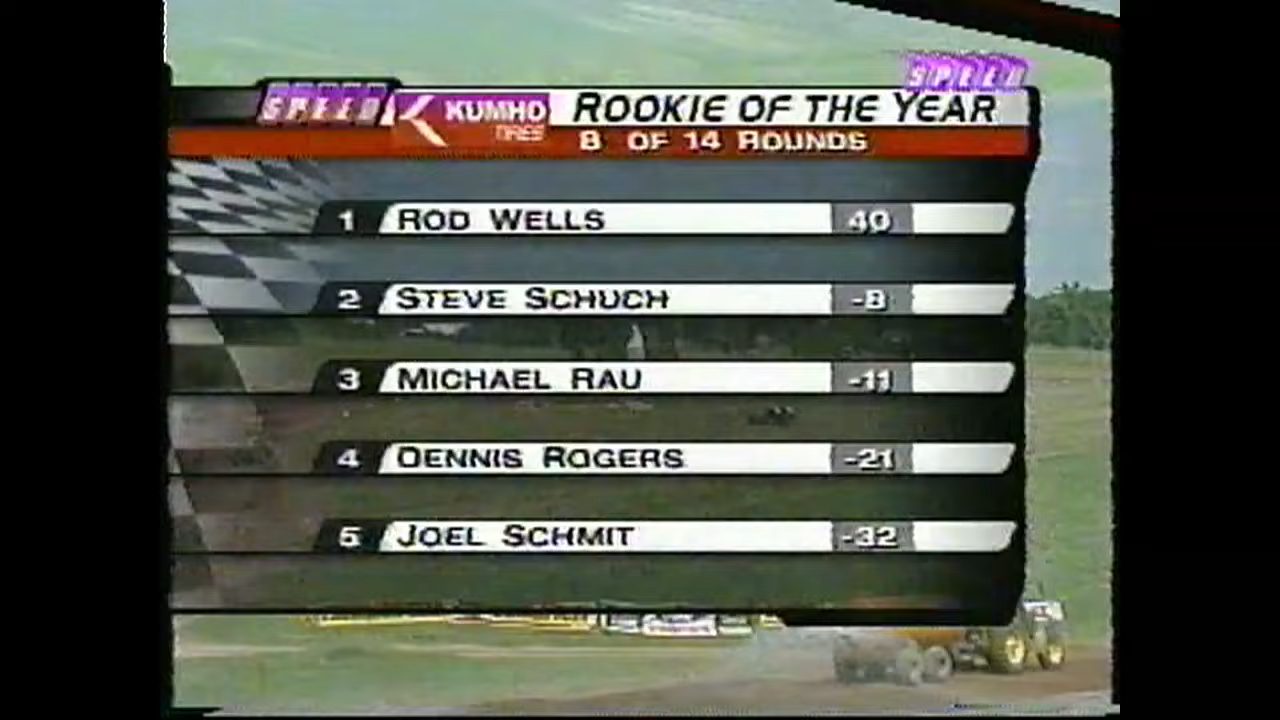 SPEED
SPEED KUMHO TIRES ROOKIE OF THE YEAR
8 OF 14 ROUNDS
1 ROD WELLS 40
2 STEVE SCHUCH -8
3 MICHAEL RAU -11
4 DENNIS ROGERS -21
5 JOEL SCHMIT -32